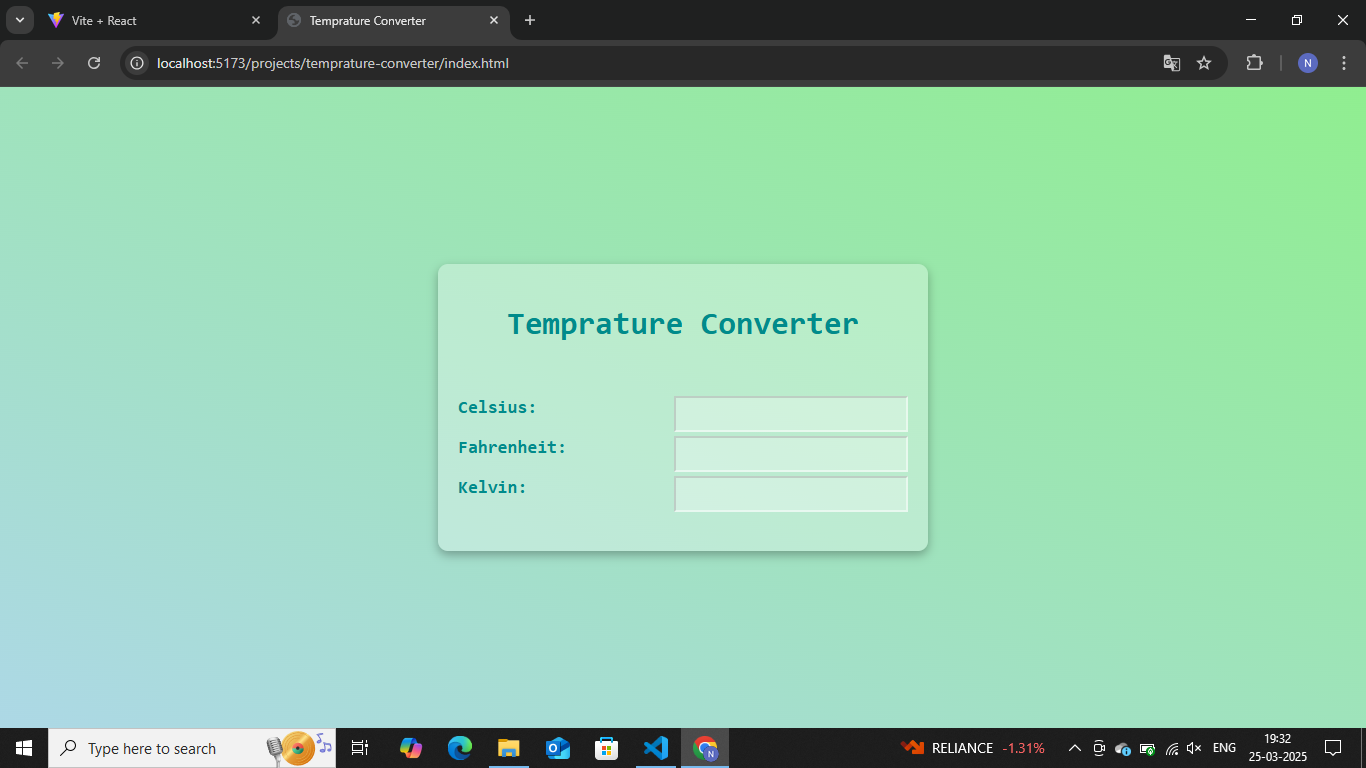 Vite + React
Temprature Converter
localhost:5173/projects/temprature-converter/index.html
N
Temprature Converter
Celsius:
Fahrenheit:
Kelvin:
Type here to search
N
RELIANCE -1.31%
ENG
19:32
25-03-2025